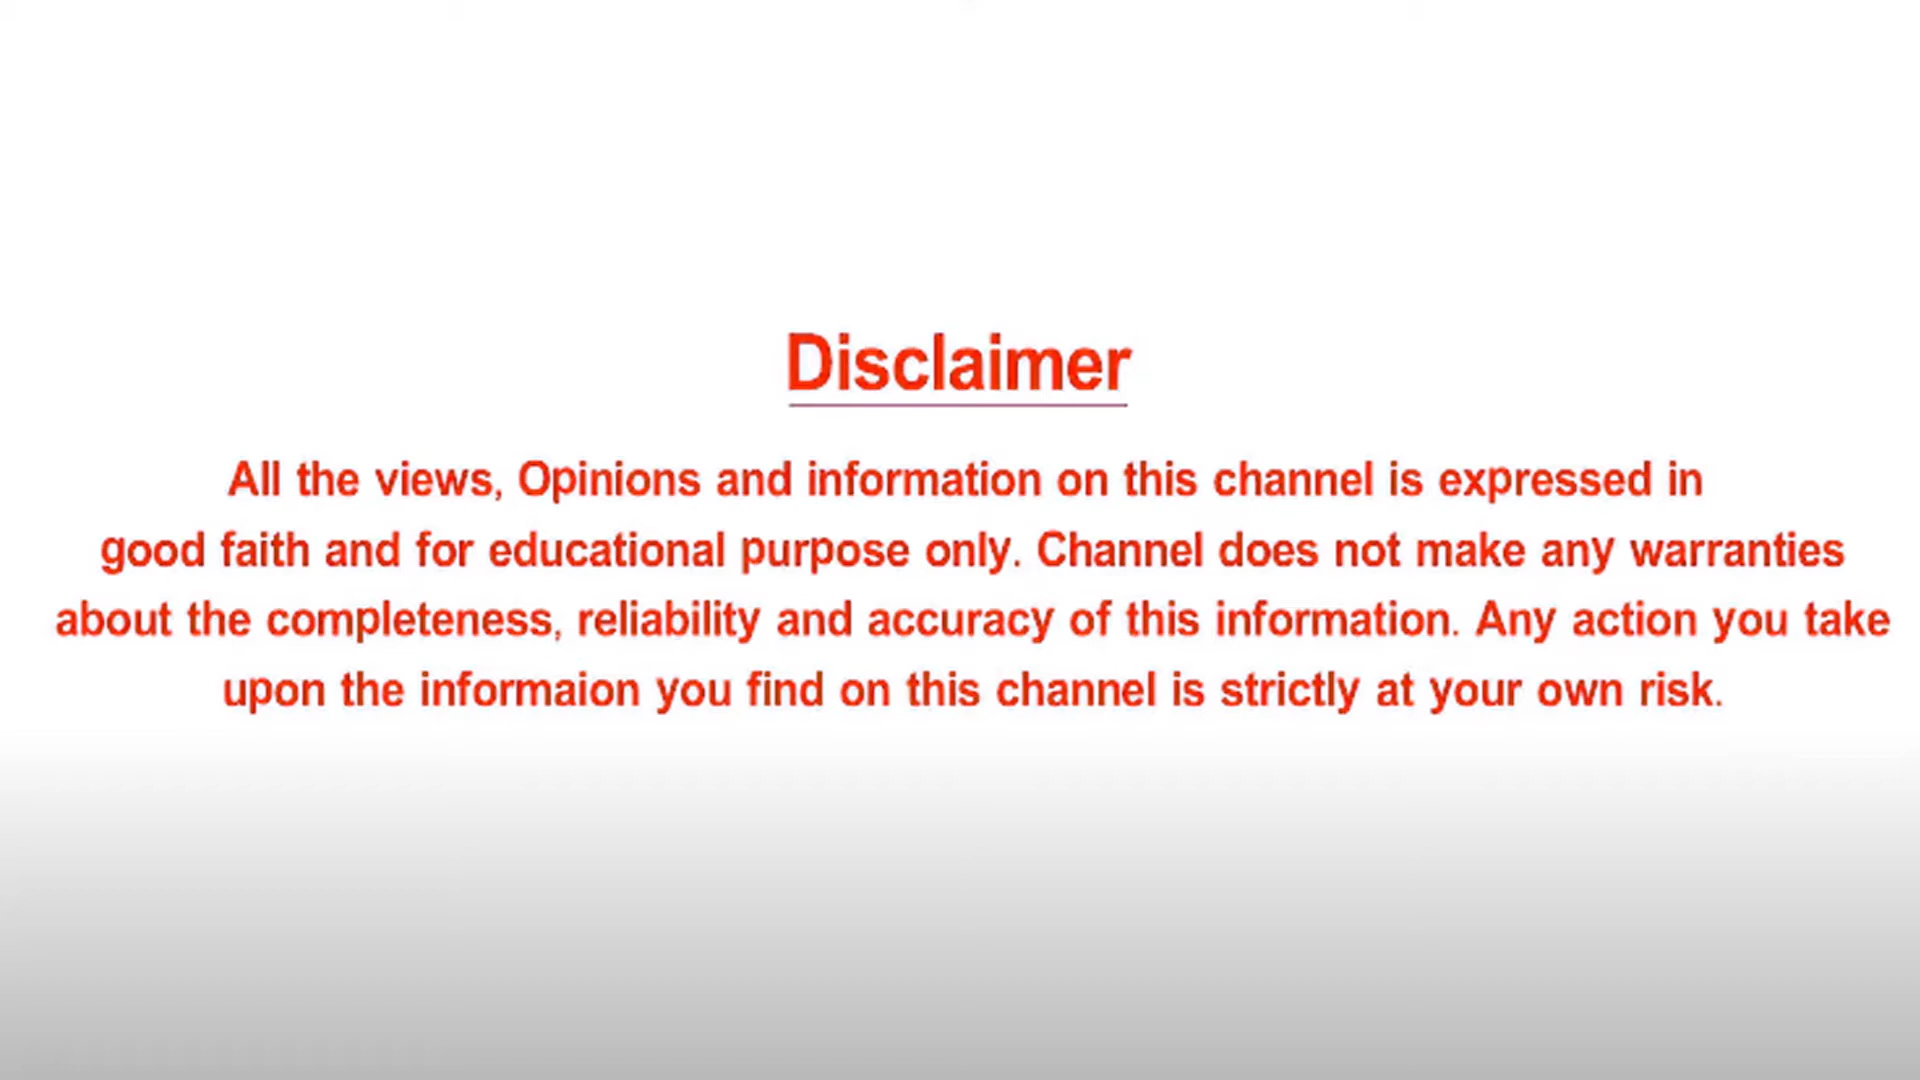 Disclaimer
All the views, Opinions and information on this channel is expressed in
good faith and for educational purpose only. Channel does not make any warranties
about the completeness, reliability and accuracy of this information. Any action you take
upon the informaion you find on this channel is strictly at your own risk.